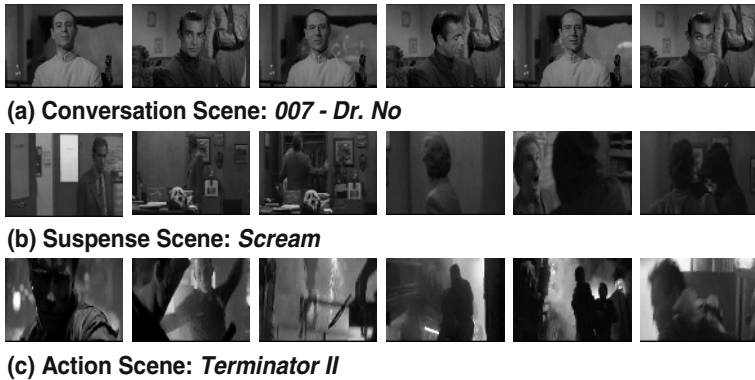 (a) Conversation Scene: 007 - Dr. No
(b) Suspense Scene: Scream
(c) Action Scene: Terminator II